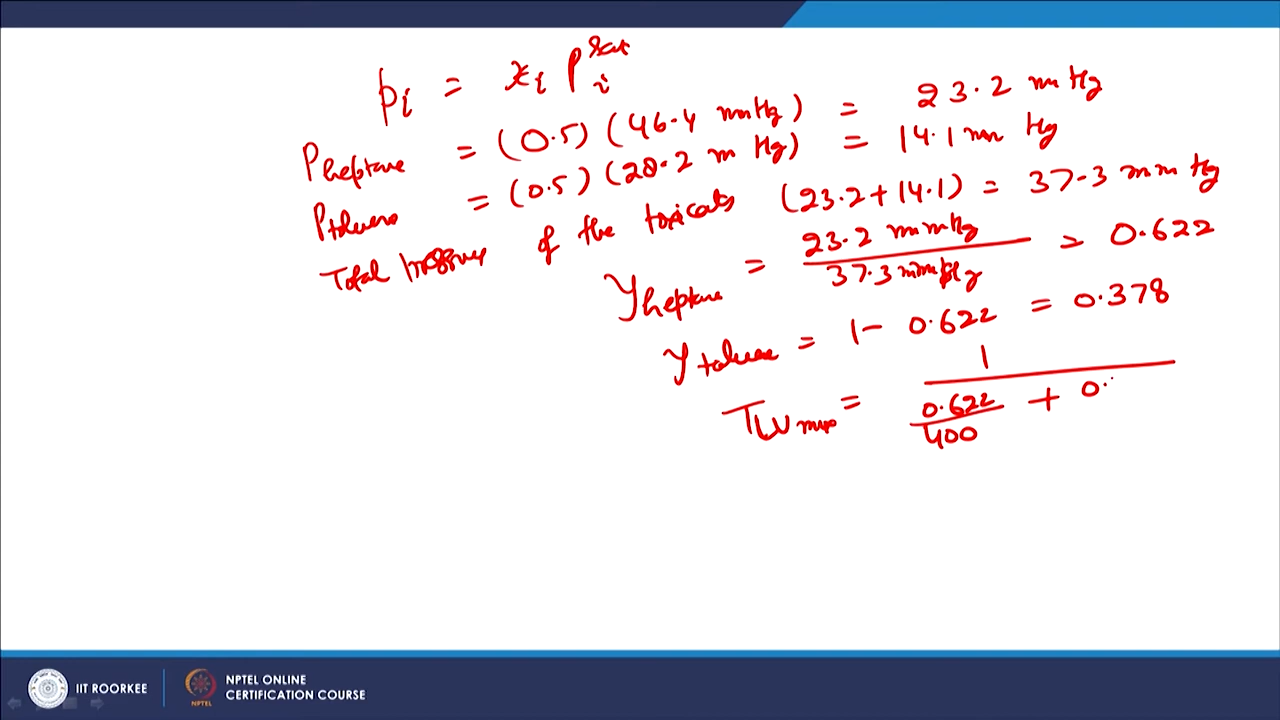 pᵢ = xᵢ Pᵢˢᵃᵗ
Pheptane = (0.5) (46.4 mmHg) = 23.2 mm Hg
Ptoluene = (0.5) (28.2 m Hg) = 14.1 mm Hg
Total of the toxicants (23.2+14.1) = 37.3 mm Hg
Yheptane = 23.2 mmHg / 37.3 mmHg = 0.622
Ytoluene = 1 - 0.622 = 0.378
TLVmix = 1 / 0.622/400 + 0.
IIT ROORKEE
NPTEL
NPTEL ONLINE
CERTIFICATION COURSE